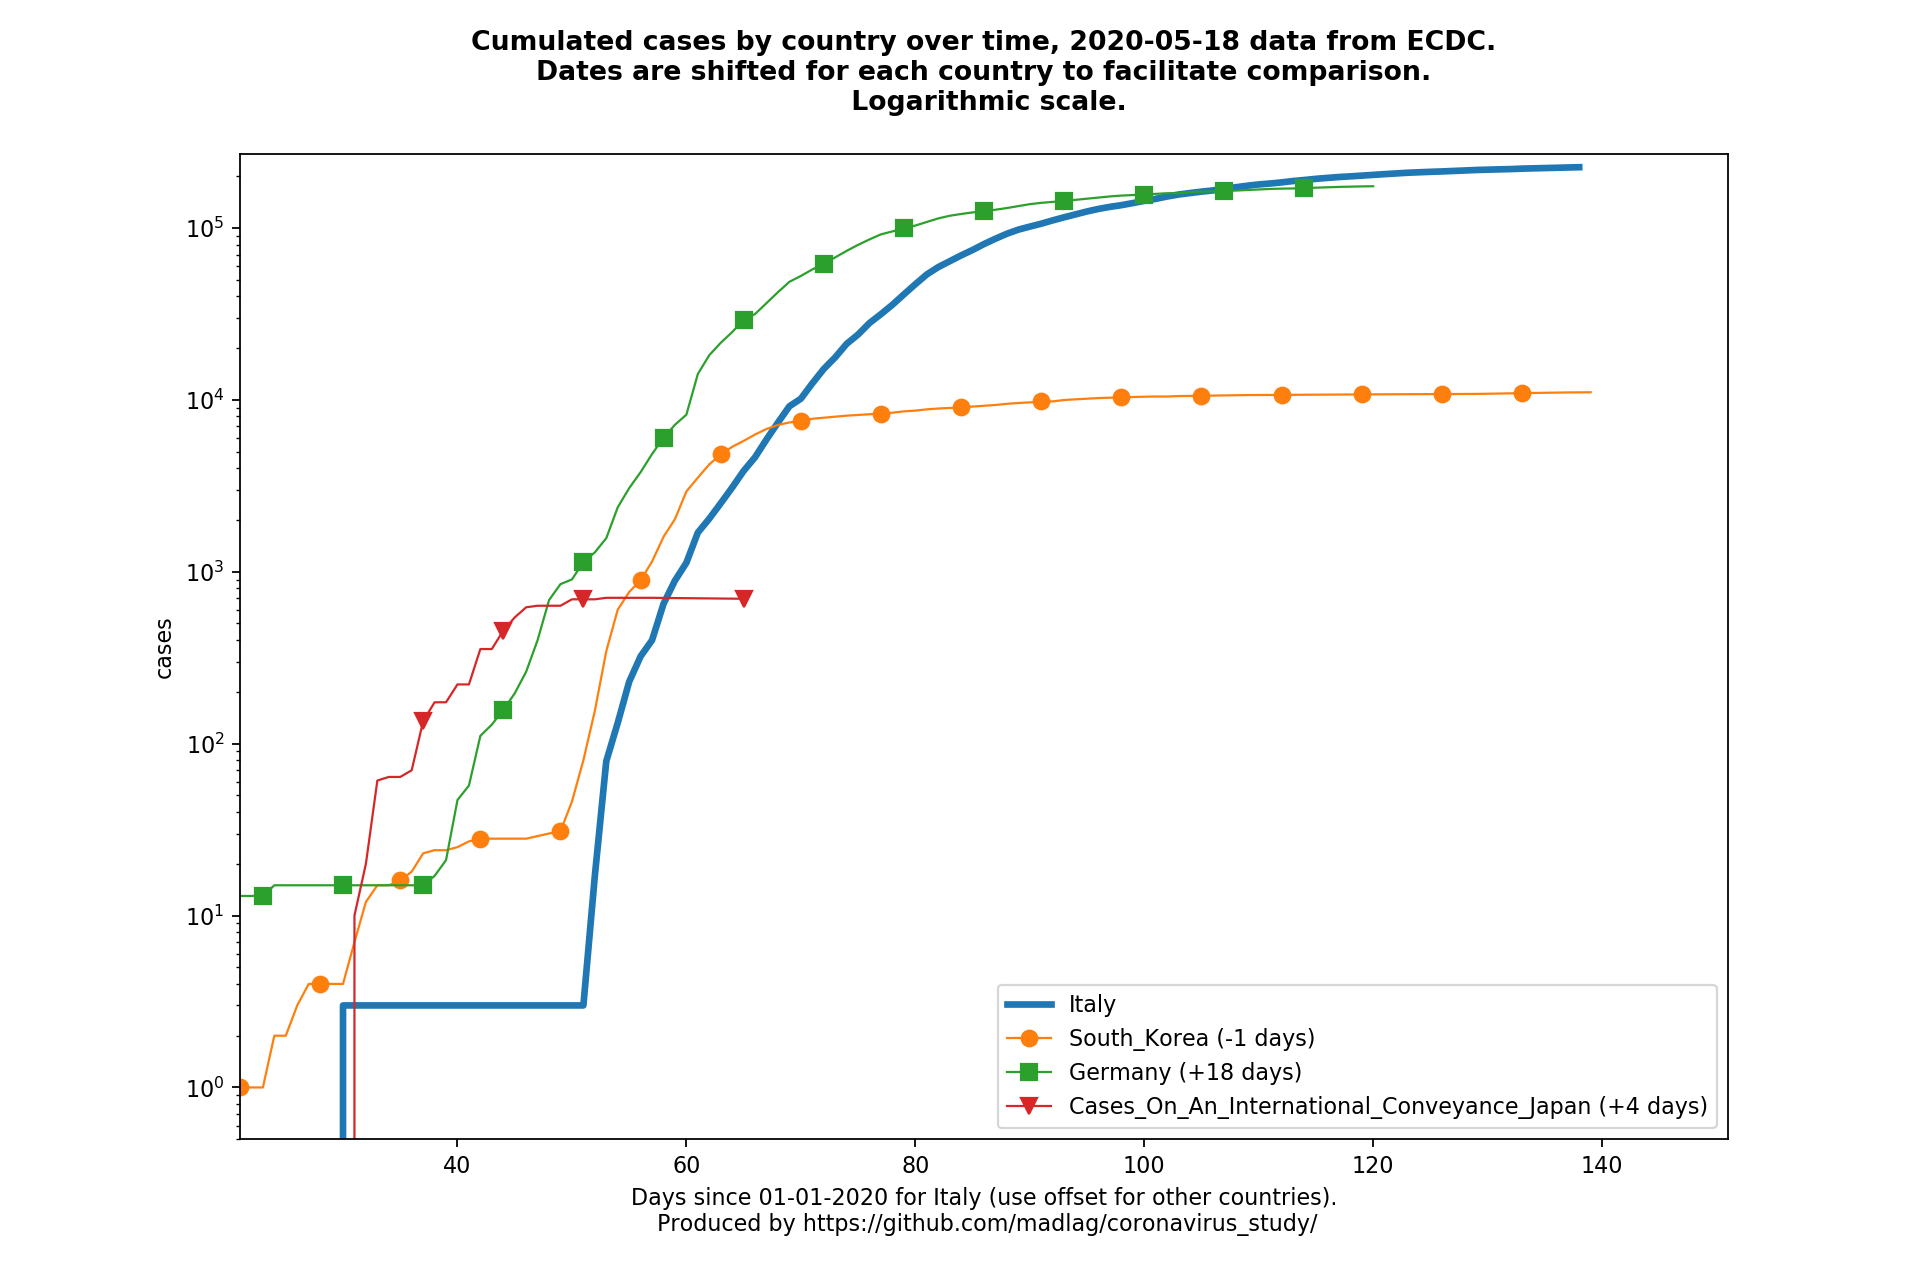 Cumulated cases by country over time, 2020-05-18 data from ECDC.
Dates are shifted for each country to facilitate comparison.
Logarithmic scale.
10^5
10^4
10^3
10^2
10^1
10^0
cases
Italy
South_Korea (-1 days)
Germany (+18 days)
Cases_On_An_International_Conveyance_Japan (+4 days)
40 60 80 100 120 140
Days since 01-01-2020 for Italy (use offset for other countries).
Produced by https://github.com/madlag/coronavirus_study/